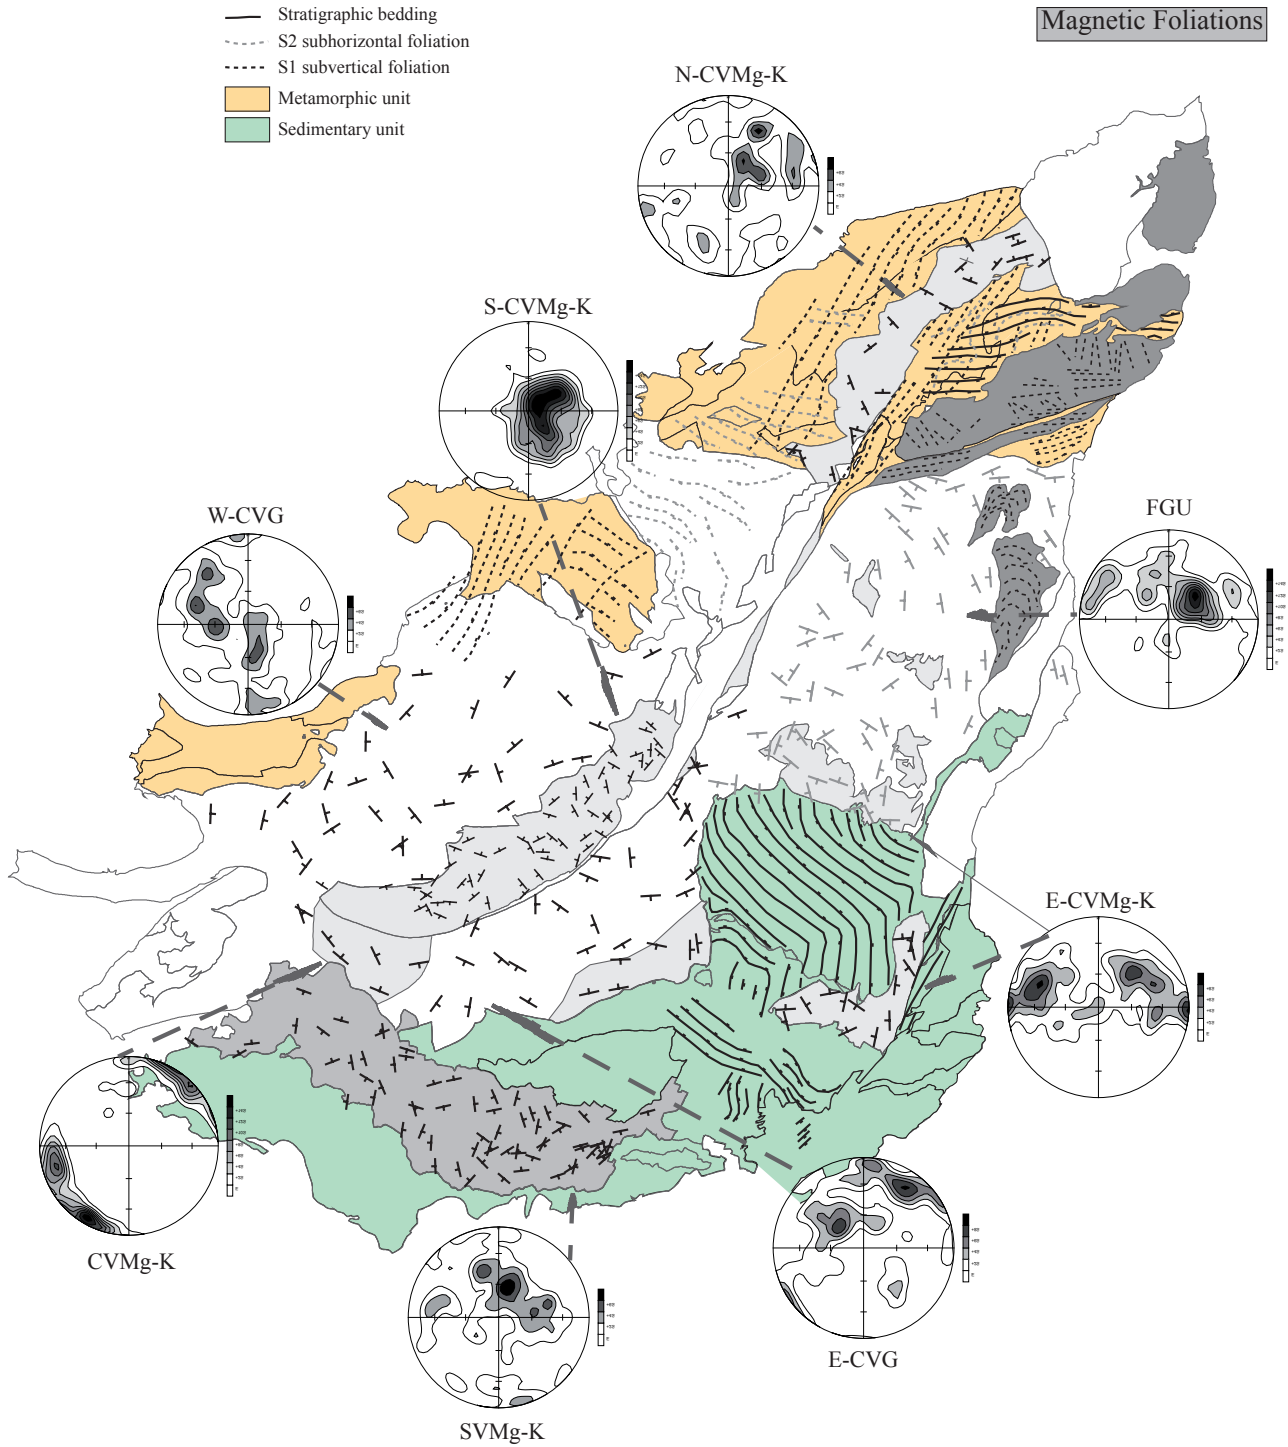 Stratigraphic bedding
S2 subhorizontal foliation
S1 subvertical foliation
Metamorphic unit
Sedimentary unit
Magnetic Foliations
N-CVMg-K
S-CVMg-K
W-CVG
FGU
E-CVMg-K
CVMg-K
E-CVG
SVMg-K